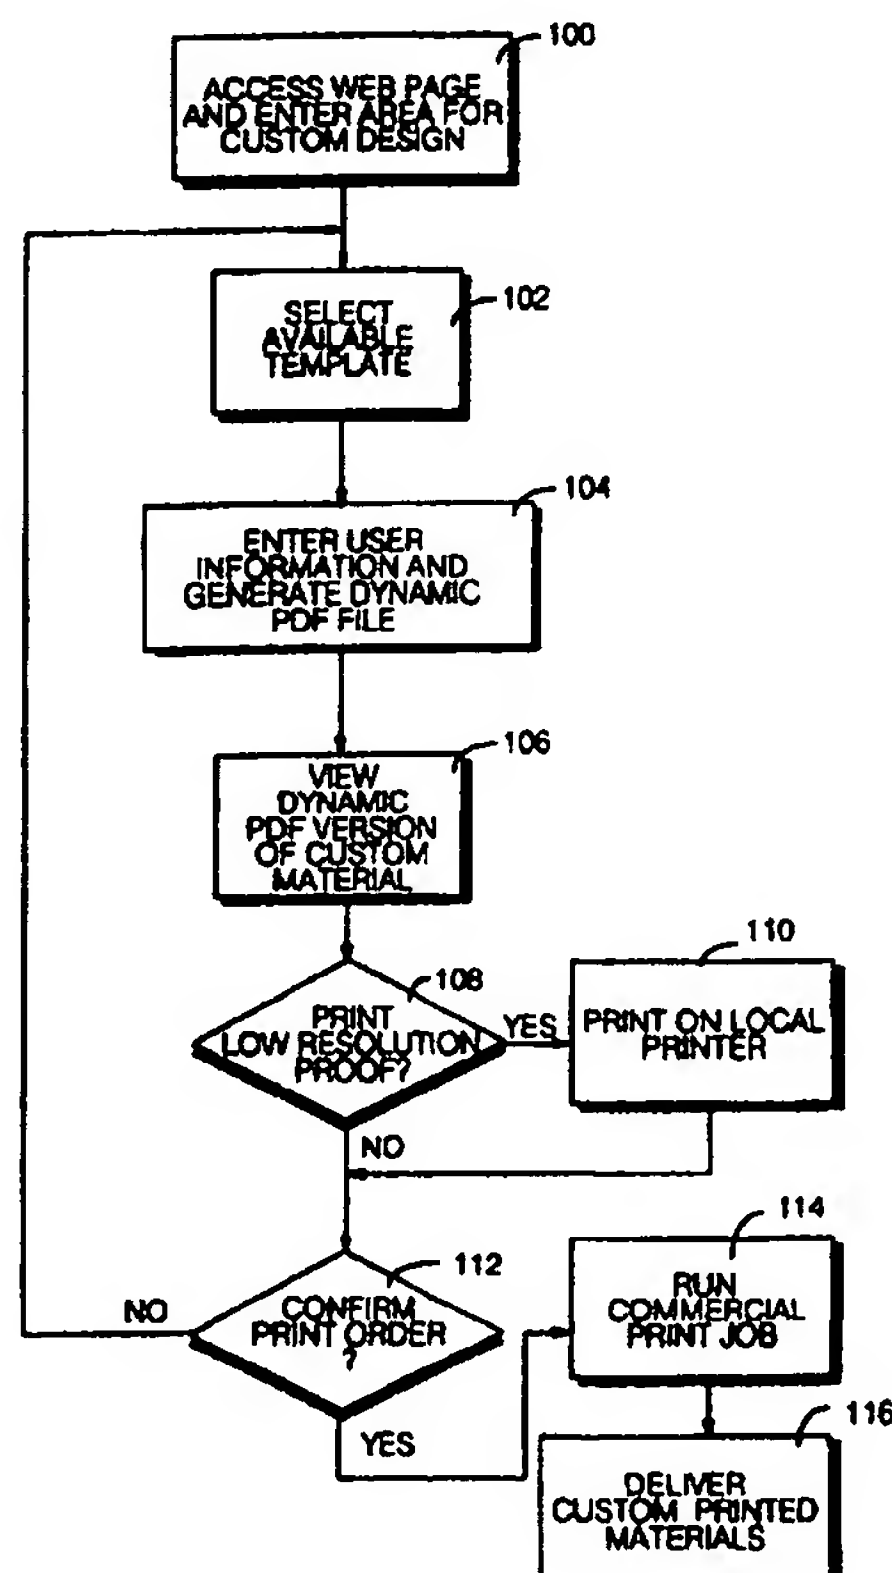 100
ACCESS WEB PAGE
AND ENTER AREA FOR
CUSTOM DESIGN
102
SELECT
AVAILABLE
TEMPLATE
104
ENTER USER
INFORMATION AND
GENERATE DYNAMIC
PDF FILE
106
VIEW
DYNAMIC
PDF VERSION
OF CUSTOM
MATERIAL
108
PRINT
LOW RESOLUTION
PROOF?
YES
110
PRINT ON LOCAL
PRINTER
NO
112
CONFIRM
PRINT ORDER
?
NO
YES
114
RUN
COMMERCIAL
PRINT JOB
116
DELIVER
CUSTOM PRINTED
MATERIALS